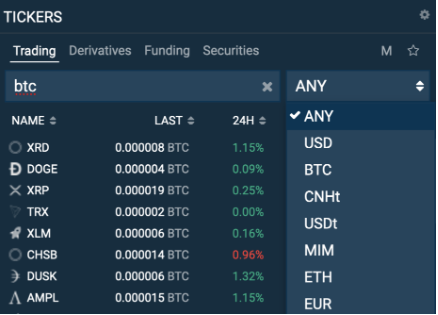 TICKERS
Trading Derivatives Funding Securities M
btc ANY
NAME LAST 24H
ANY
USD
BTC
CNHt
USDt
MIM
ETH
EUR
XRD 0.000008 BTC 1.15%
DOGE 0.000004 BTC 0.09%
XRP 0.000019 BTC 0.25%
TRX 0.000002 BTC 0.00%
XLM 0.000006 BTC 0.16%
CHSB 0.000014 BTC 0.96%
DUSK 0.000006 BTC 1.32%
AMPL 0.000015 BTC 1.15%